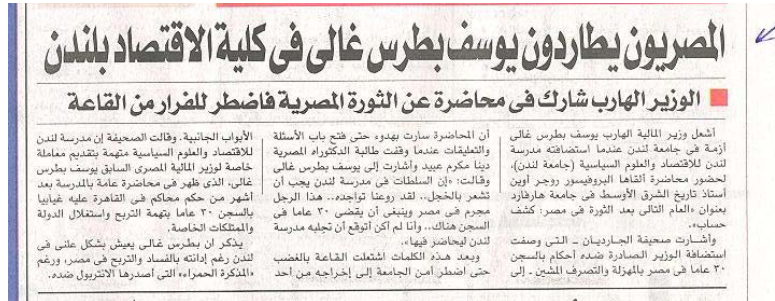 المصريون يطاردون يوسف بطرس غالى فى كلية الاقتصاد بلندن
الوزير الهارب شارك فى محاضرة عن الثورة المصرية فاضطر للفرار من القاعة
أشعل وزير المالية الهارب يوسف بطرس غالى
أزمة فى جامعة لندن عندما استضافته مدرسة
لندن للاقتصاد والعلوم السياسية (جامعة لندن)،
لحضور محاضرة ألقاها البروفيسور روجر أوين
أستاذ تاريخ الشرق الأوسط فى جامعة هارفارد
بعنوان «العام التالى بعد الثورة فى مصر: كشف
حساب».
وأشارت صحيفة الجارديان ـ التى وصفت
استضافة الوزير الصادرة ضده أحكام بالسجن
٣٠ عاما فى مصر بالمهزلة والتصرف المشين ـ إلى
أن المحاضرة سارت بهدوء حتى فتح باب الأسئلة
والتعليقات عندما وقفت طالبة الدكتوراه المصرية
دينا مكرم عبيد وأشارت إلى يوسف بطرس غالى
وقالت: «إن السلطات فى مدرسة لندن يجب أن
تشعر بالخجل.. لقد روعنا تواجده.. هذا الرجل
مجرم فى مصر وينبغى أن يقضى ٣٠ عاما فى
السجن هناك.. وأنا لم أكن أتوقع أن تجلبه مدرسة
لندن ليحاضر فيها».
وبعد هذه الكلمات اشتعلت القاعة بالغضب
حتى اضطر أمن الجامعة إلى إخراجه من أحد
الأبواب الجانبية. وقالت الصحيفة إن مدرسة لندن
للاقتصاد والعلوم السياسية متهمة بتقديم معاملة
خاصة لوزير المالية المصرى السابق يوسف بطرس
غالى، الذى ظهر فى محاضرة عامة بالمدرسة بعد
أشهر من حكم محاكم فى القاهرة عليه غيابيا
بالسجن ٣٠ عاما بتهمة التربح واستغلال الدولة
والممتلكات الخاصة.
يذكر ان بطرس غالى يعيش بشكل علنى فى
لندن رغم إدانته بالفساد والتربح فى مصر، ورغم
«المذكرة الحمراء» التى أصدرها الانتربول ضده.